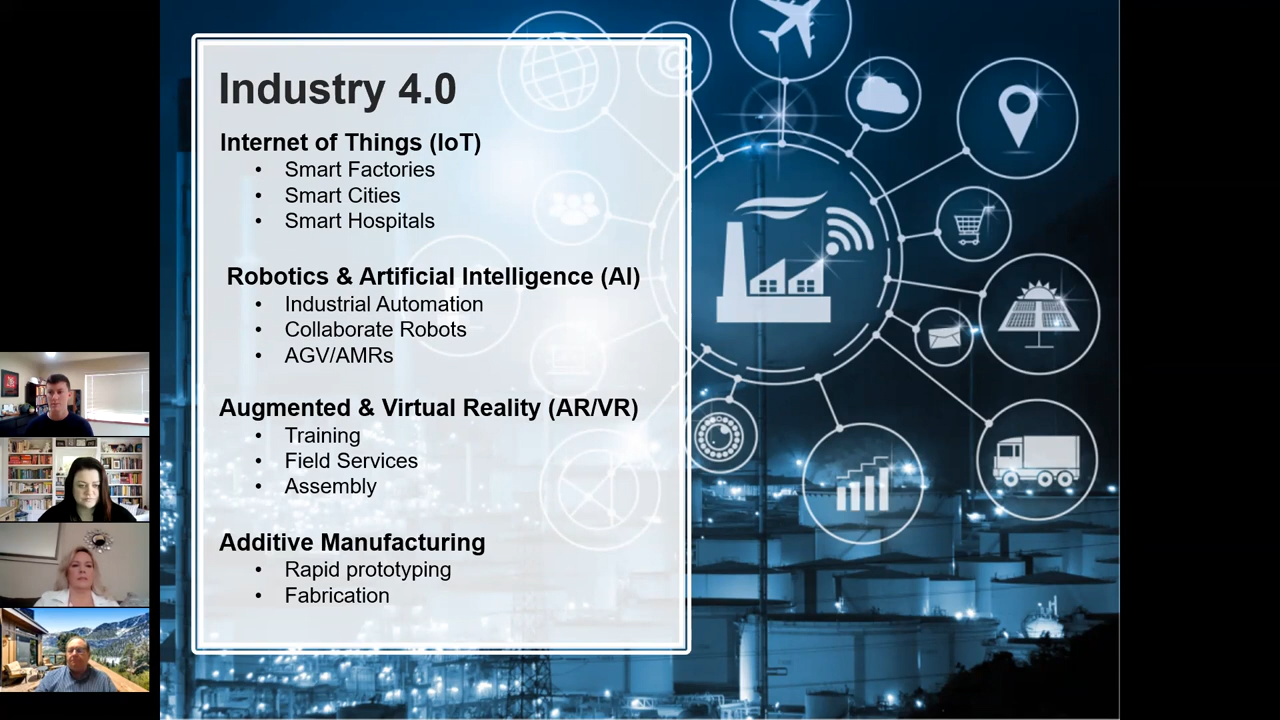 Industry 4.0
Internet of Things (IoT)
• Smart Factories
• Smart Cities
• Smart Hospitals
Robotics & Artificial Intelligence (AI)
• Industrial Automation
• Collaborate Robots
• AGV/AMRs
Augmented & Virtual Reality (AR/VR)
• Training
• Field Services
• Assembly
Additive Manufacturing
• Rapid prototyping
• Fabrication